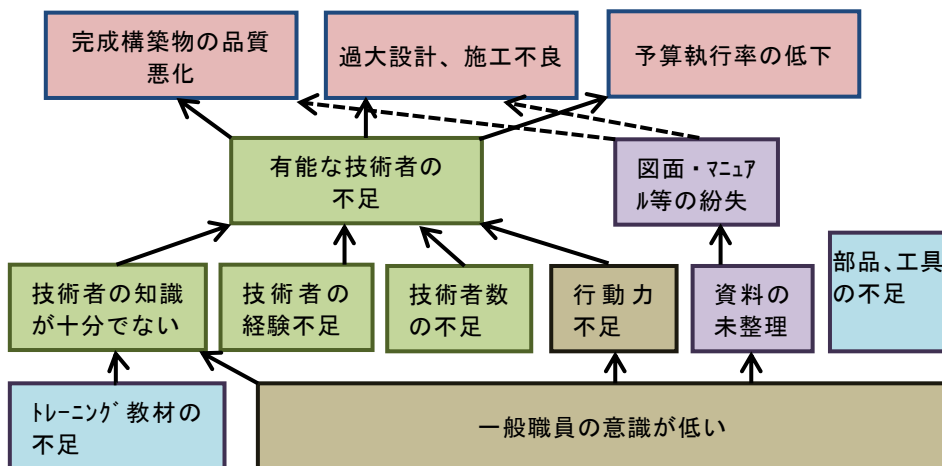 完成構築物の品質
悪化
過大設計、施工不良
予算執行率の低下
有能な技術者の
不足
図面・ﾏﾆｭｱ
ﾙ等の紛失
部品、工具
の不足
技術者の知識
が十分でない
技術者の
経験不足
技術者数
の不足
行動力
不足
資料の
未整理
ﾄﾚｰﾆﾝｸﾞ教材の
不足
一般職員の意識が低い